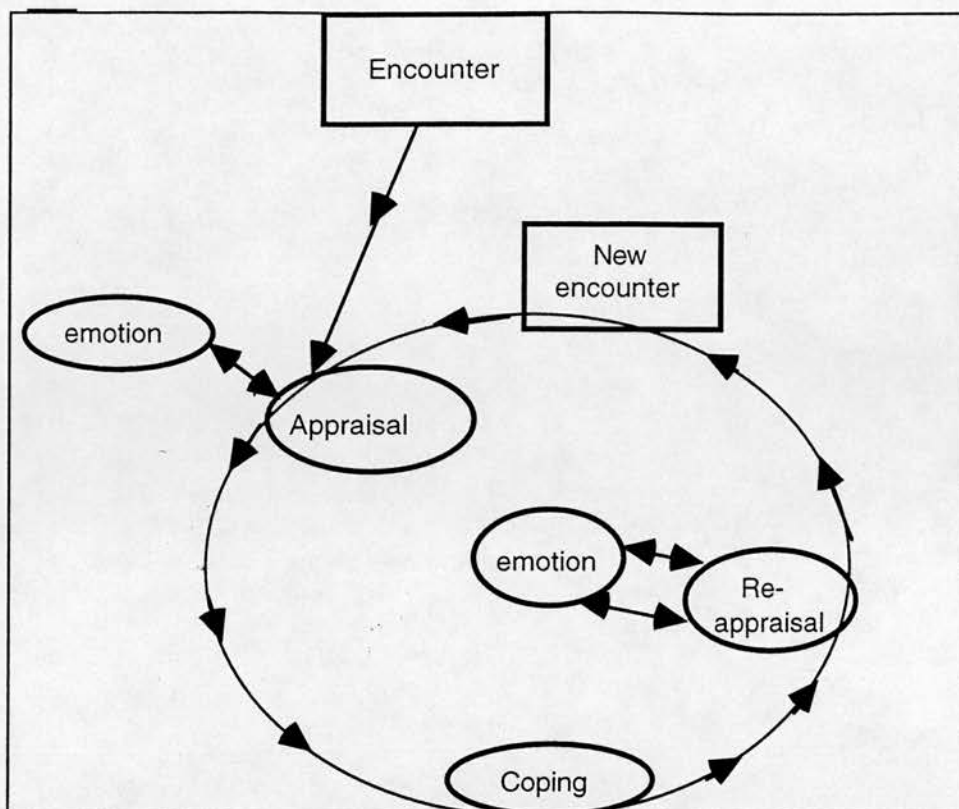 Encounter
New
encounter
emotion
Appraisal
emotion
Re-
appraisal
Coping